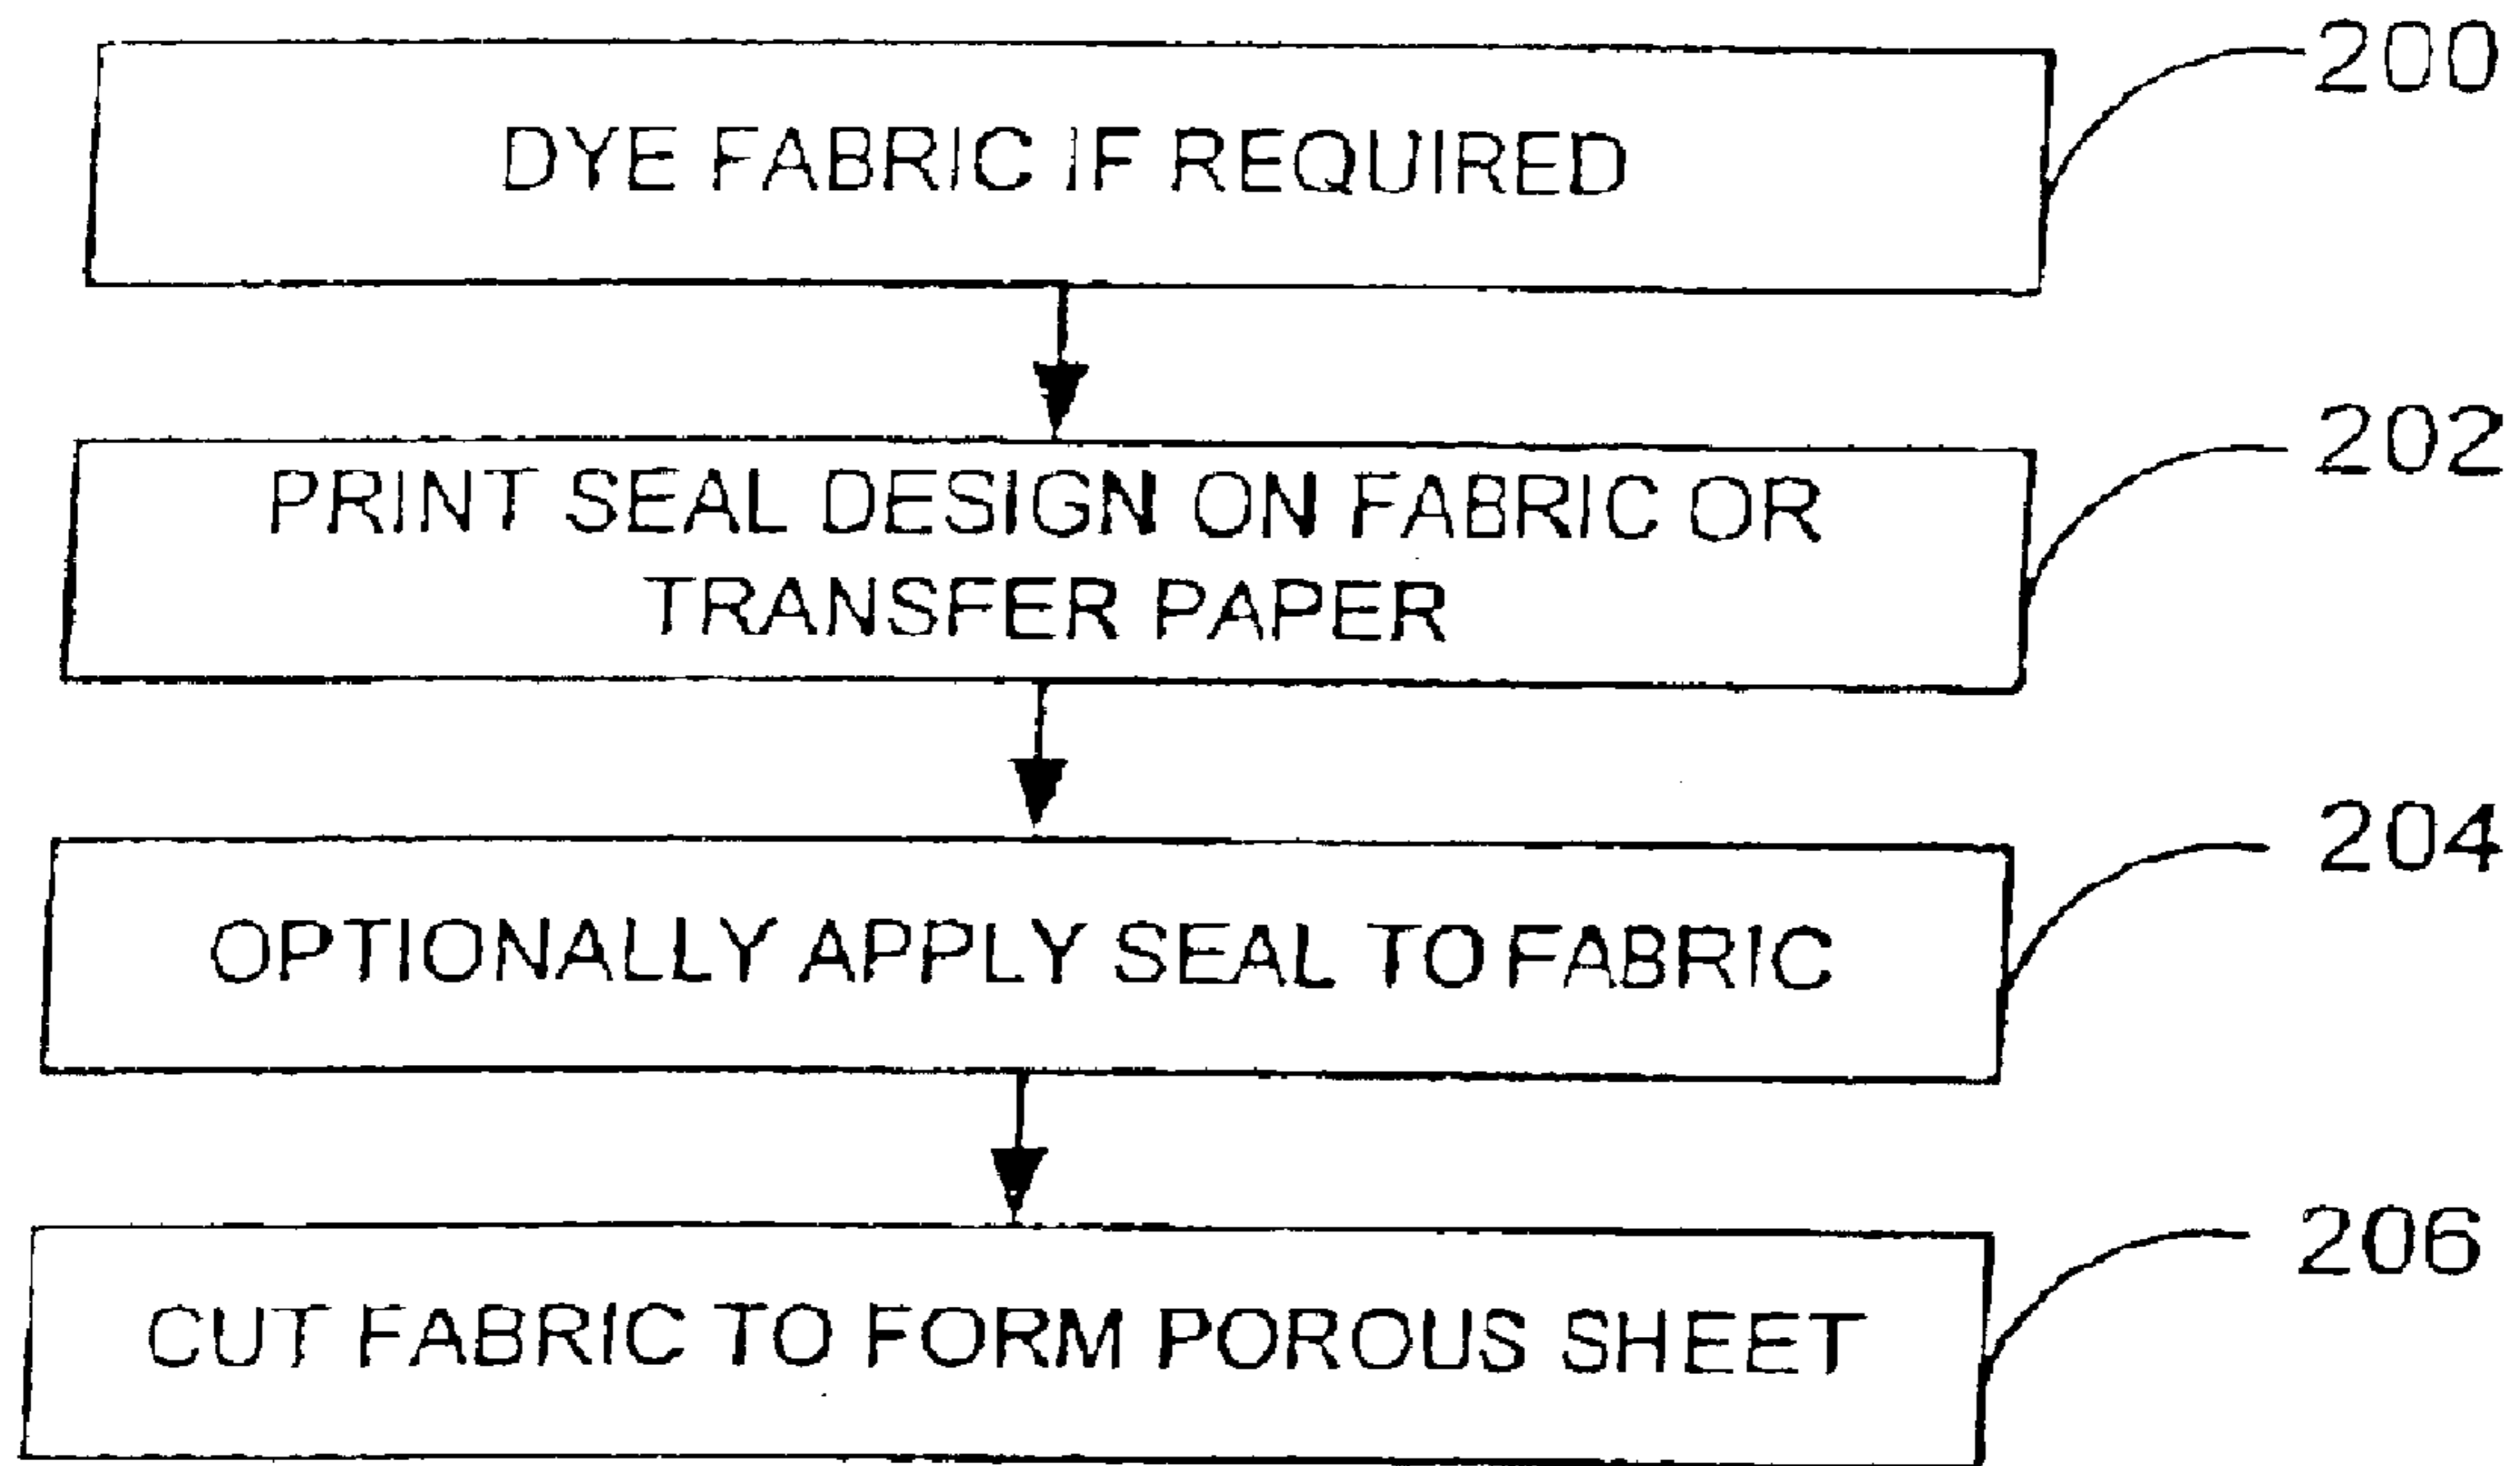 200
DYE FABRIC IF REQUIRED
202
PRINT SEAL DESIGN ON FABRIC OR
TRANSFER PAPER
204
OPTIONALLY APPLY SEAL TO FABRIC
206
CUT FABRIC TO FORM POROUS SHEET